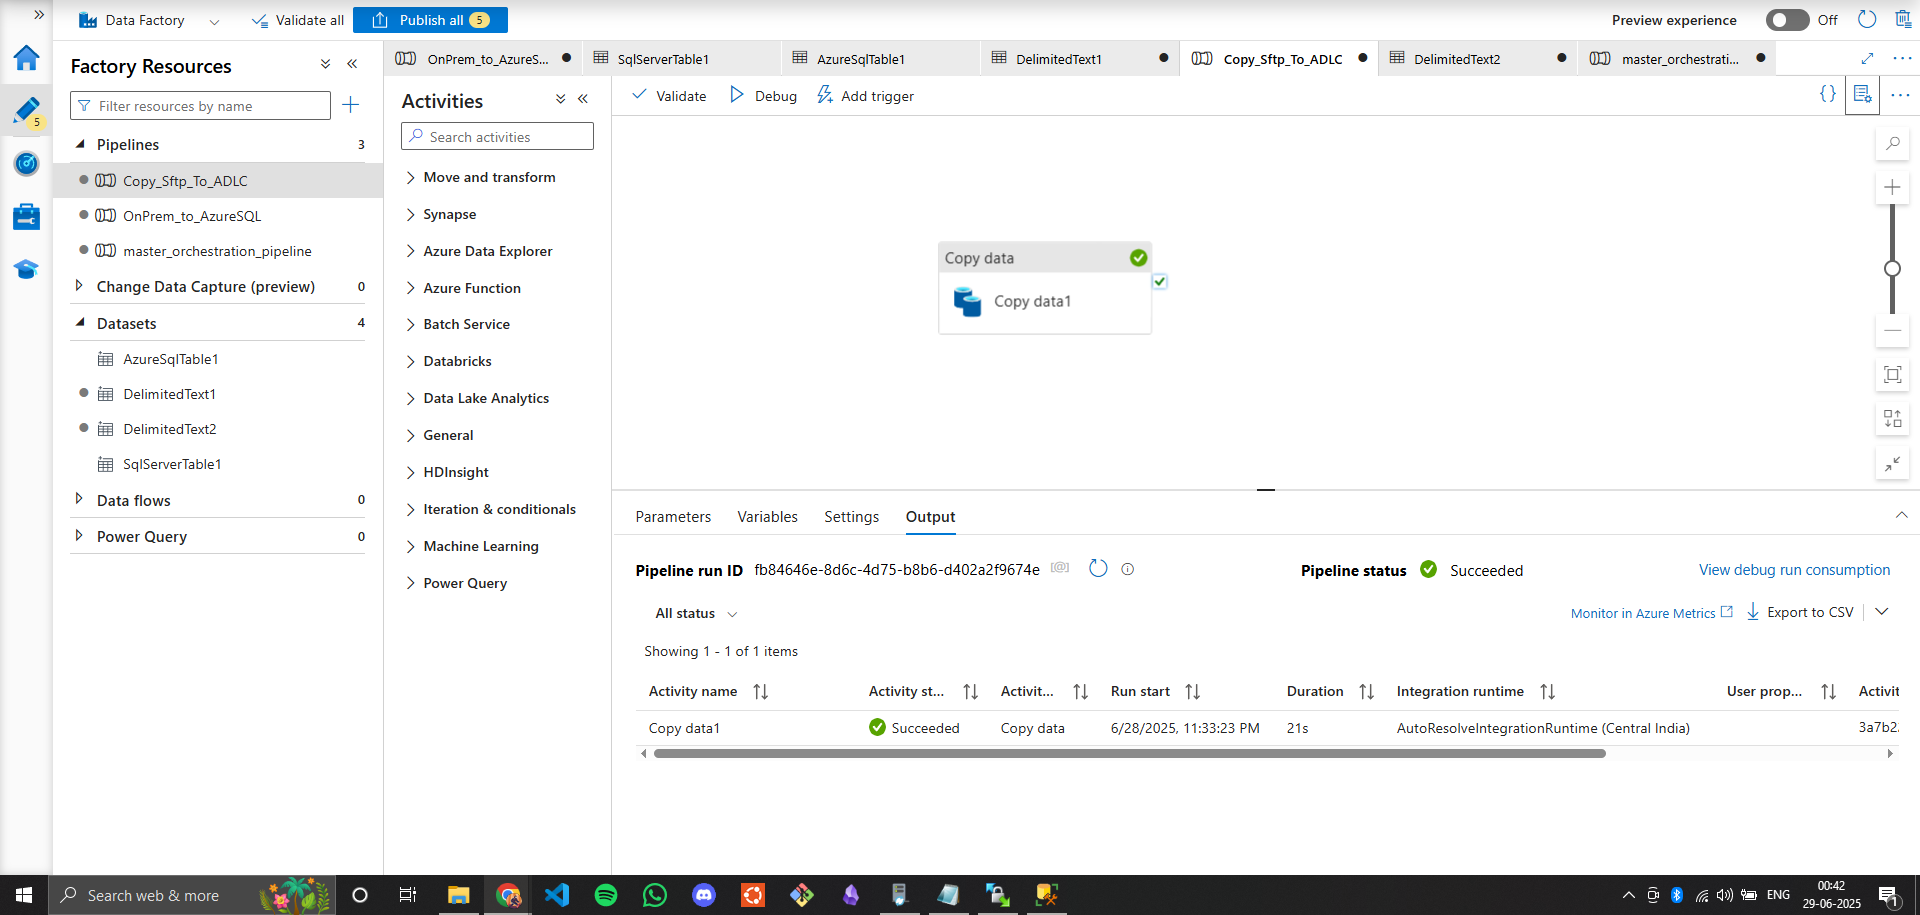 Data Factory
Validate all
Publish all 5
Preview experience
Off
5
Factory Resources
Filter resources by name
Pipelines 3
Copy_Sftp_To_ADLC
OnPrem_to_AzureSQL
master_orchestration_pipeline
Change Data Capture (preview) 0
Datasets 4
AzureSqlTable1
DelimitedText1
DelimitedText2
SqlServerTable1
Data flows 0
Power Query 0
OnPrem_to_AzureS...
SqlServerTable1
AzureSqlTable1
DelimitedText1
Copy_Sftp_To_ADLC
DelimitedText2
master_orchestrati...
Activities
Search activities
Move and transform
Synapse
Azure Data Explorer
Azure Function
Batch Service
Databricks
Data Lake Analytics
General
HDInsight
Iteration & conditionals
Machine Learning
Power Query
Validate
Debug
Add trigger
{}
Copy data
Copy data1
Parameters
Variables
Settings
Output
Pipeline run ID fb84646e-8d6c-4d75-b8b6-d402a2f9674e [@]
Pipeline status Succeeded
View debug run consumption
All status
Monitor in Azure Metrics
Export to CSV
Showing 1 - 1 of 1 items
Activity name Activity st... Activit... Run start Duration Integration runtime User prop... Activit
Copy data1 Succeeded Copy data 6/28/2025, 11:33:23 PM 21s AutoResolveIntegrationRuntime (Central India) 3a7b2
Search web & more
ENG
00:42
29-06-2025
1